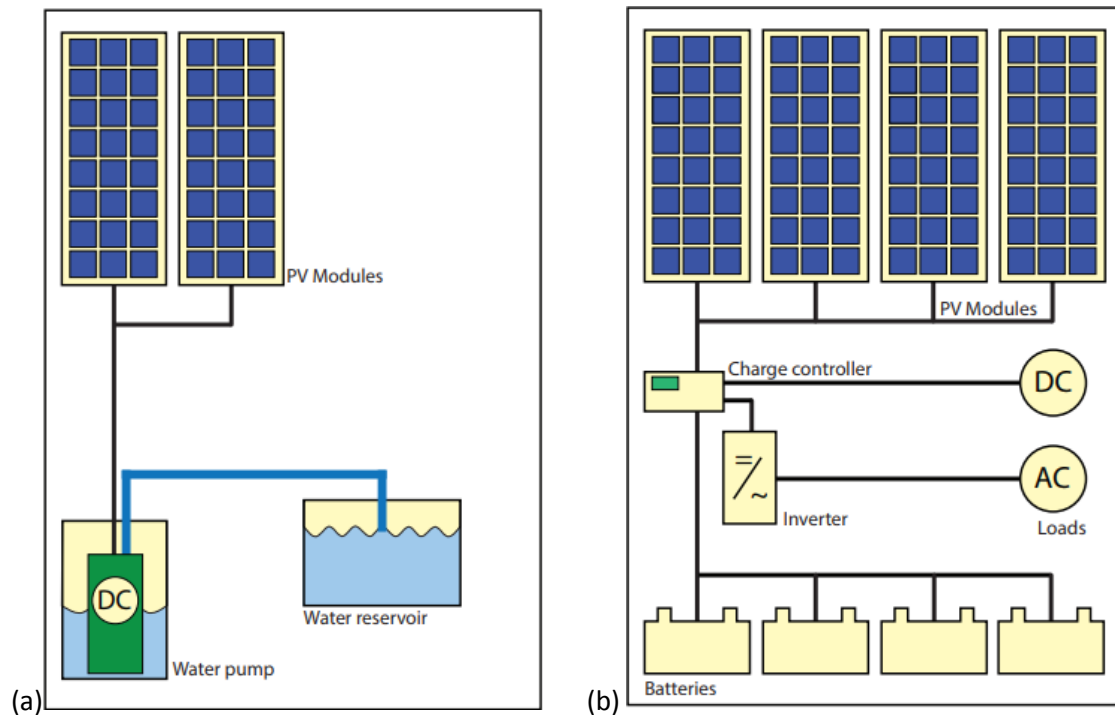 PV Modules
DC
Water reservoir
Water pump
(a)
PV Modules
Charge controller
DC
=
~
AC
Inverter
Loads
Batteries
(b)